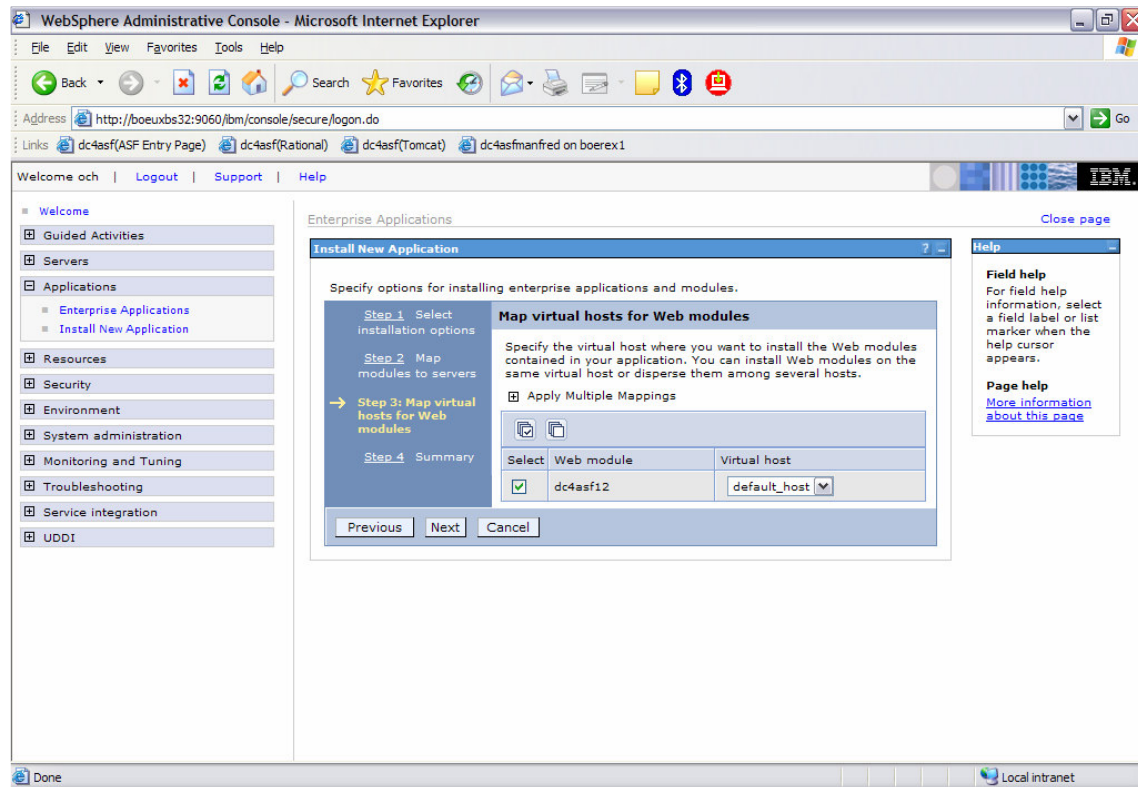 WebSphere Administrative Console - Microsoft Internet Explorer
File Edit View Favorites Tools Help
Back Search Favorites
Address http://boeuxbs32:9060/ibm/console/secure/logon.do Go
Links dc4asf(ASF Entry Page) dc4asf(Rational) dc4asf(Tomcat) dc4asfmanfred on boerex1
Welcome och | Logout | Support | Help IBM.
Welcome
Guided Activities
Servers
Applications
Enterprise Applications
Install New Application
Resources
Security
Environment
System administration
Monitoring and Tuning
Troubleshooting
Service integration
UDDI
Enterprise Applications
Close page
Install New Application ? -
Specify options for installing enterprise applications and modules.
Step 1 Select
installation options
Step 2 Map
modules to servers
Step 3: Map virtual
hosts for Web
modules
Step 4 Summary
Map virtual hosts for Web modules
Specify the virtual host where you want to install the Web modules
contained in your application. You can install Web modules on the
same virtual host or disperse them among several hosts.
Apply Multiple Mappings
Select Web module Virtual host
dc4asf12 default_host
Previous Next Cancel
Help -
Field help
For field help
information, select
a field label or list
marker when the
help cursor
appears.
Page help
More information
about this page
Done
Local intranet